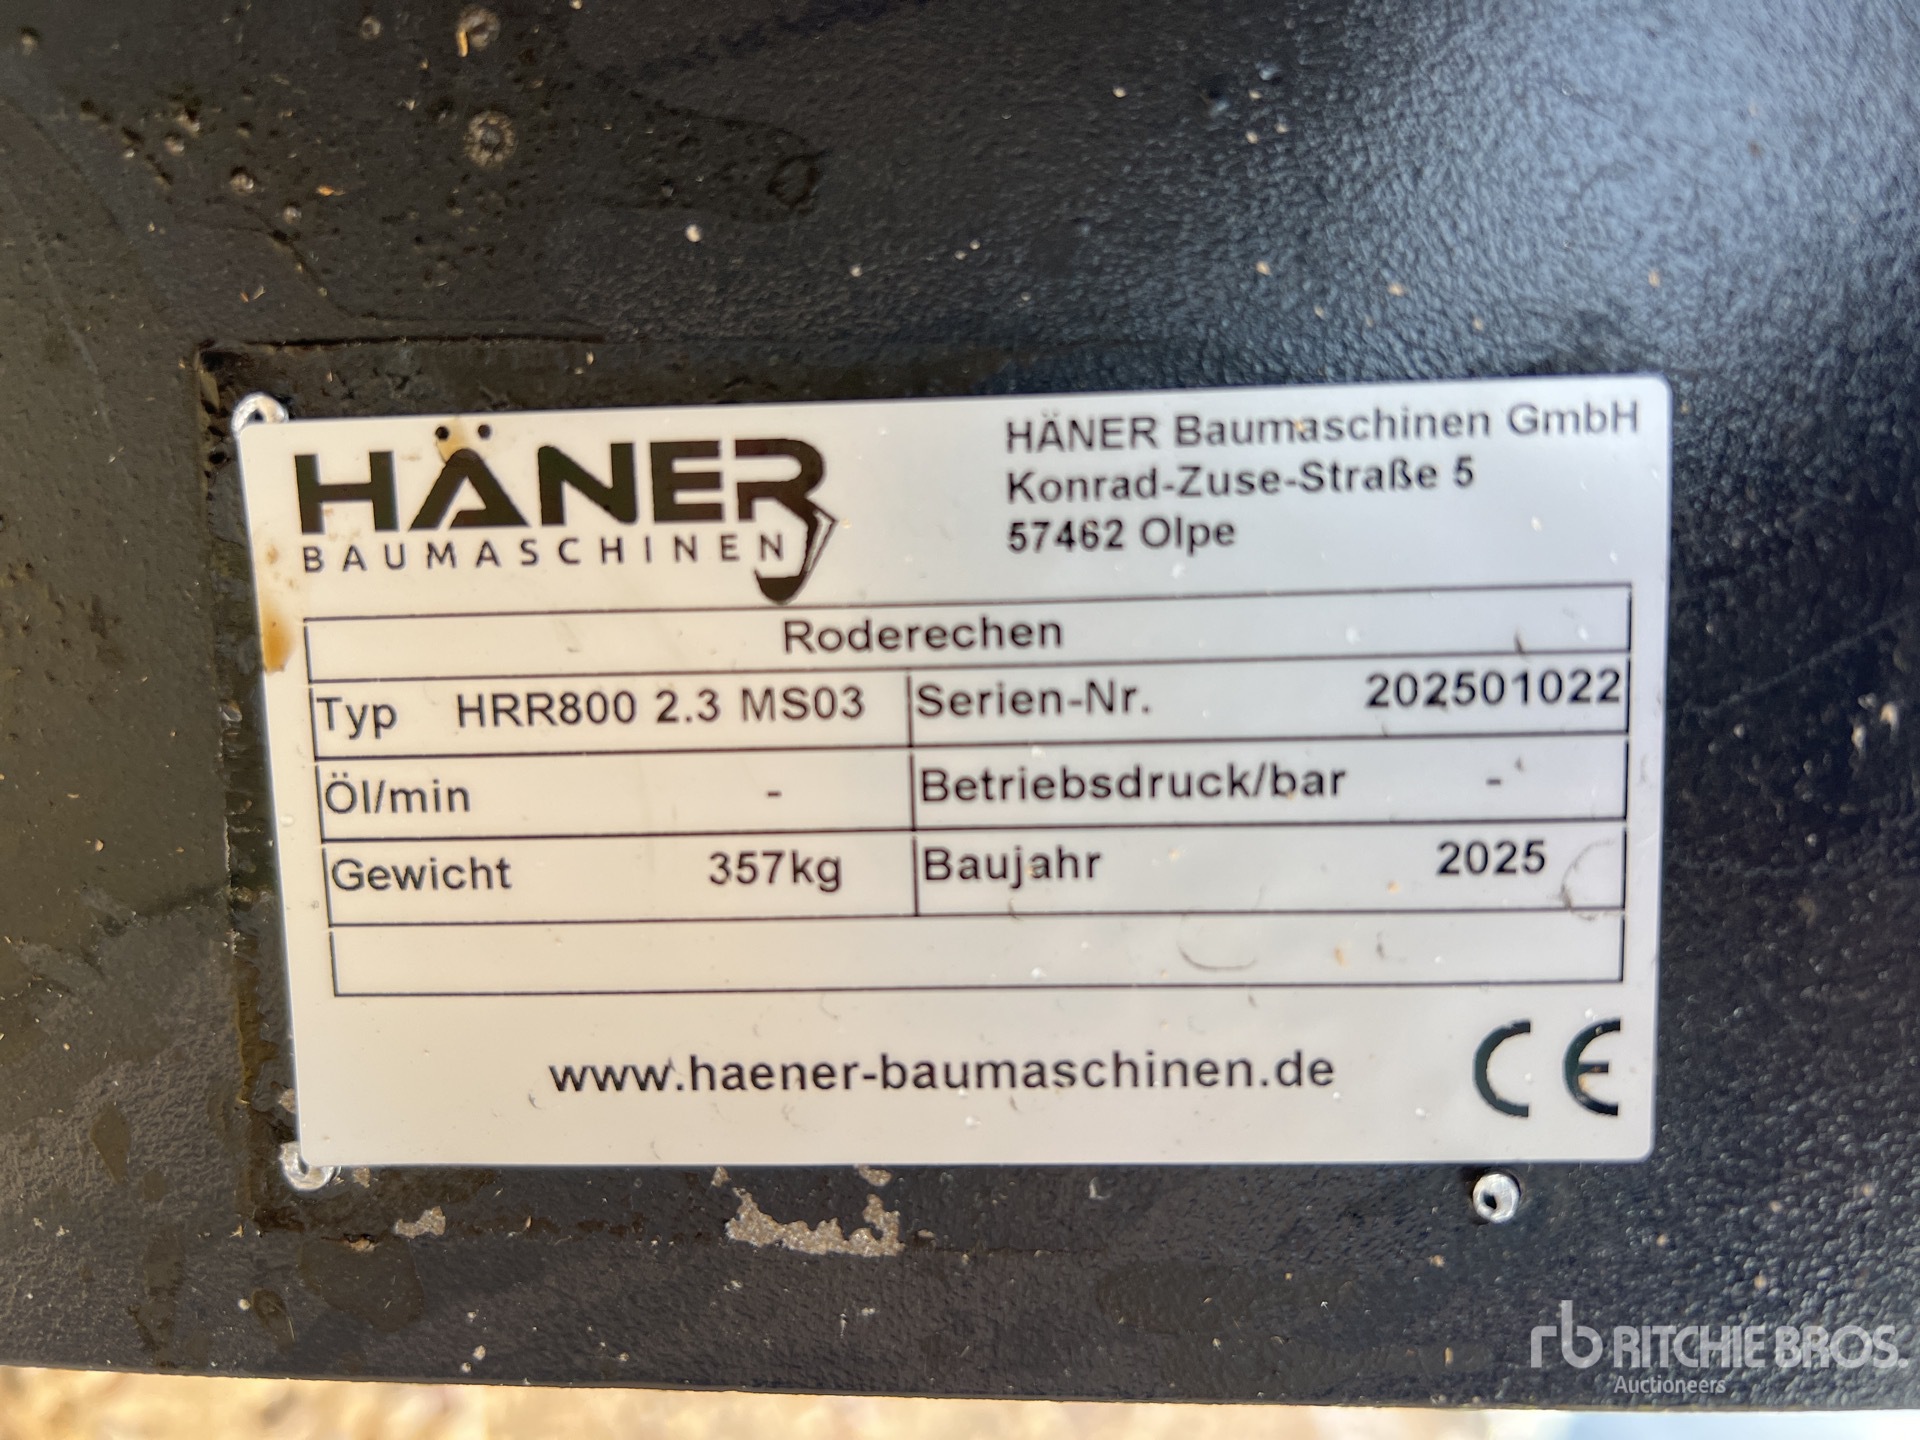 HÄNER
BAUMASCHINEN
HÄNER Baumaschinen GmbH
Konrad-Zuse-Straße 5
57462 Olpe
Roderechen
Typ HRR800 2.3 MS03 Serien-Nr. 202501022
Öl/min - Betriebsdruck/bar -
Gewicht 357kg Baujahr 2025
www.haener-baumaschinen.de CE
rb RITCHIE BROS.
Auctioneers